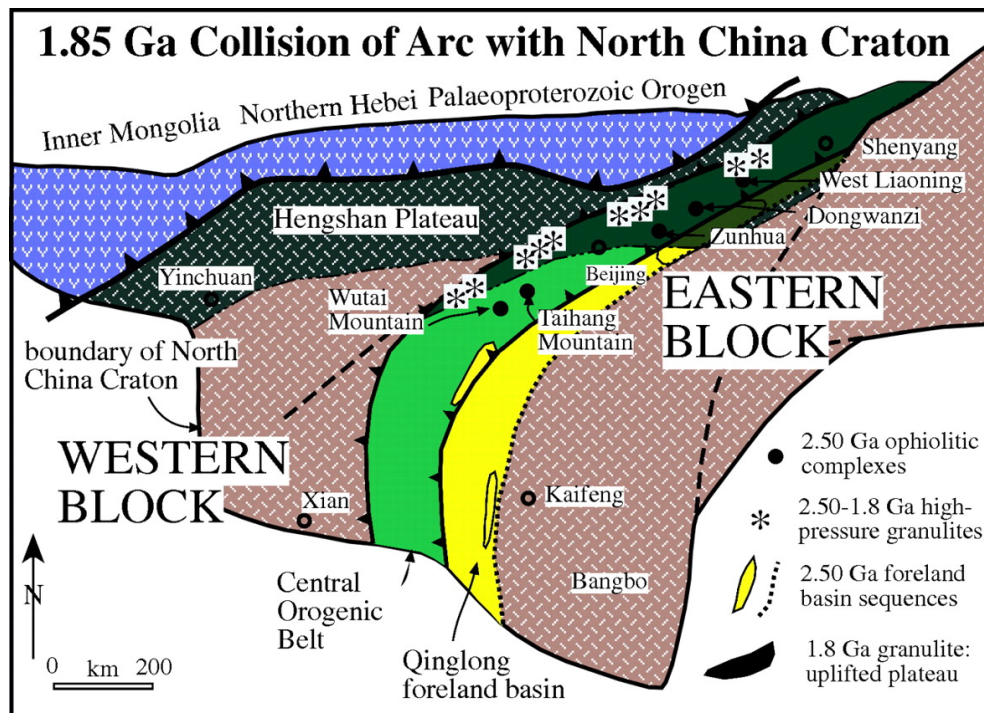 1.85 Ga Collision of Arc with North China Craton
Inner Mongolia Northern Hebei Palaeoproterozoic Orogen
Shenyang
West Liaoning
Dongwanzi
Hengshan Plateau
Zunhua
Yinchuan
Beijing
Wutai
Mountain
Taihang
Mountain
EASTERN
BLOCK
boundary of North
China Craton
WESTERN
BLOCK
Xian
Kaifeng
Bangbo
Central
Orogenic
Belt
Qinglong
foreland basin
N
0 km 200
2.50 Ga ophiolitic
complexes
2.50-1.8 Ga high-
pressure granulites
2.50 Ga foreland
basin sequences
1.8 Ga granulite:
uplifted plateau